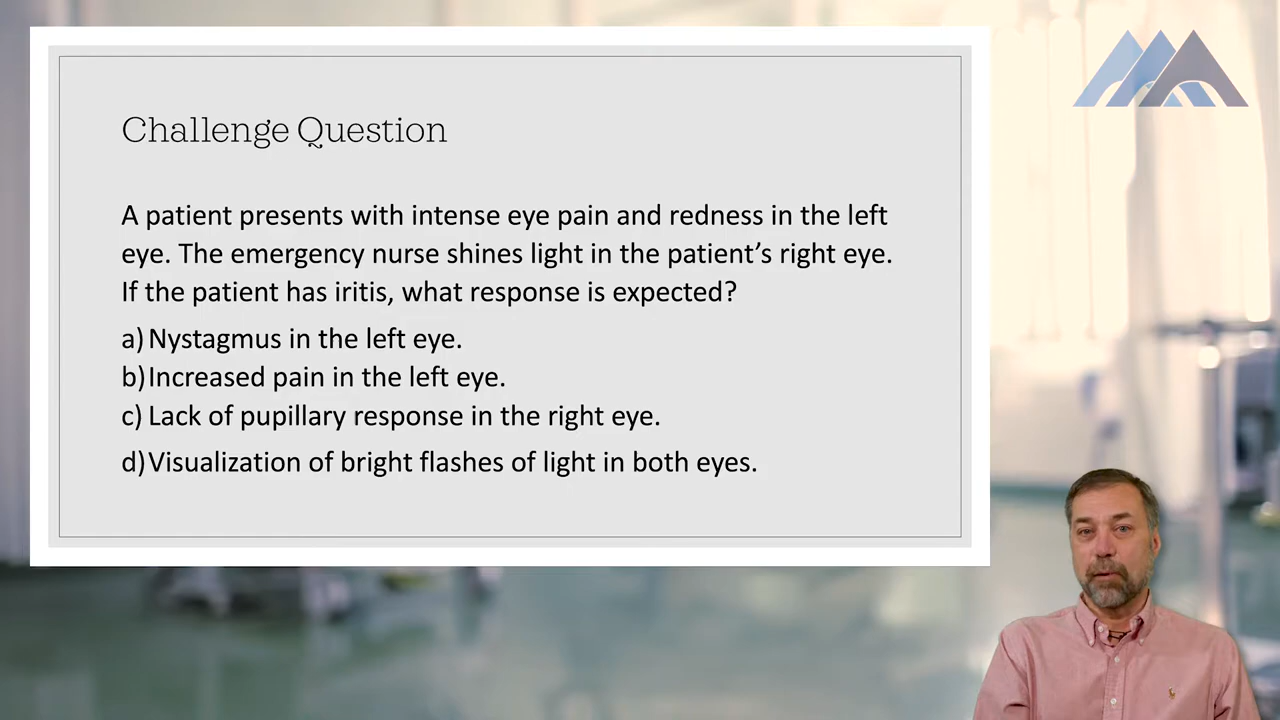 Challenge Question
A patient presents with intense eye pain and redness in the left
eye. The emergency nurse shines light in the patient’s right eye.
If the patient has iritis, what response is expected?
a) Nystagmus in the left eye.
b) Increased pain in the left eye.
c) Lack of pupillary response in the right eye.
d) Visualization of bright flashes of light in both eyes.